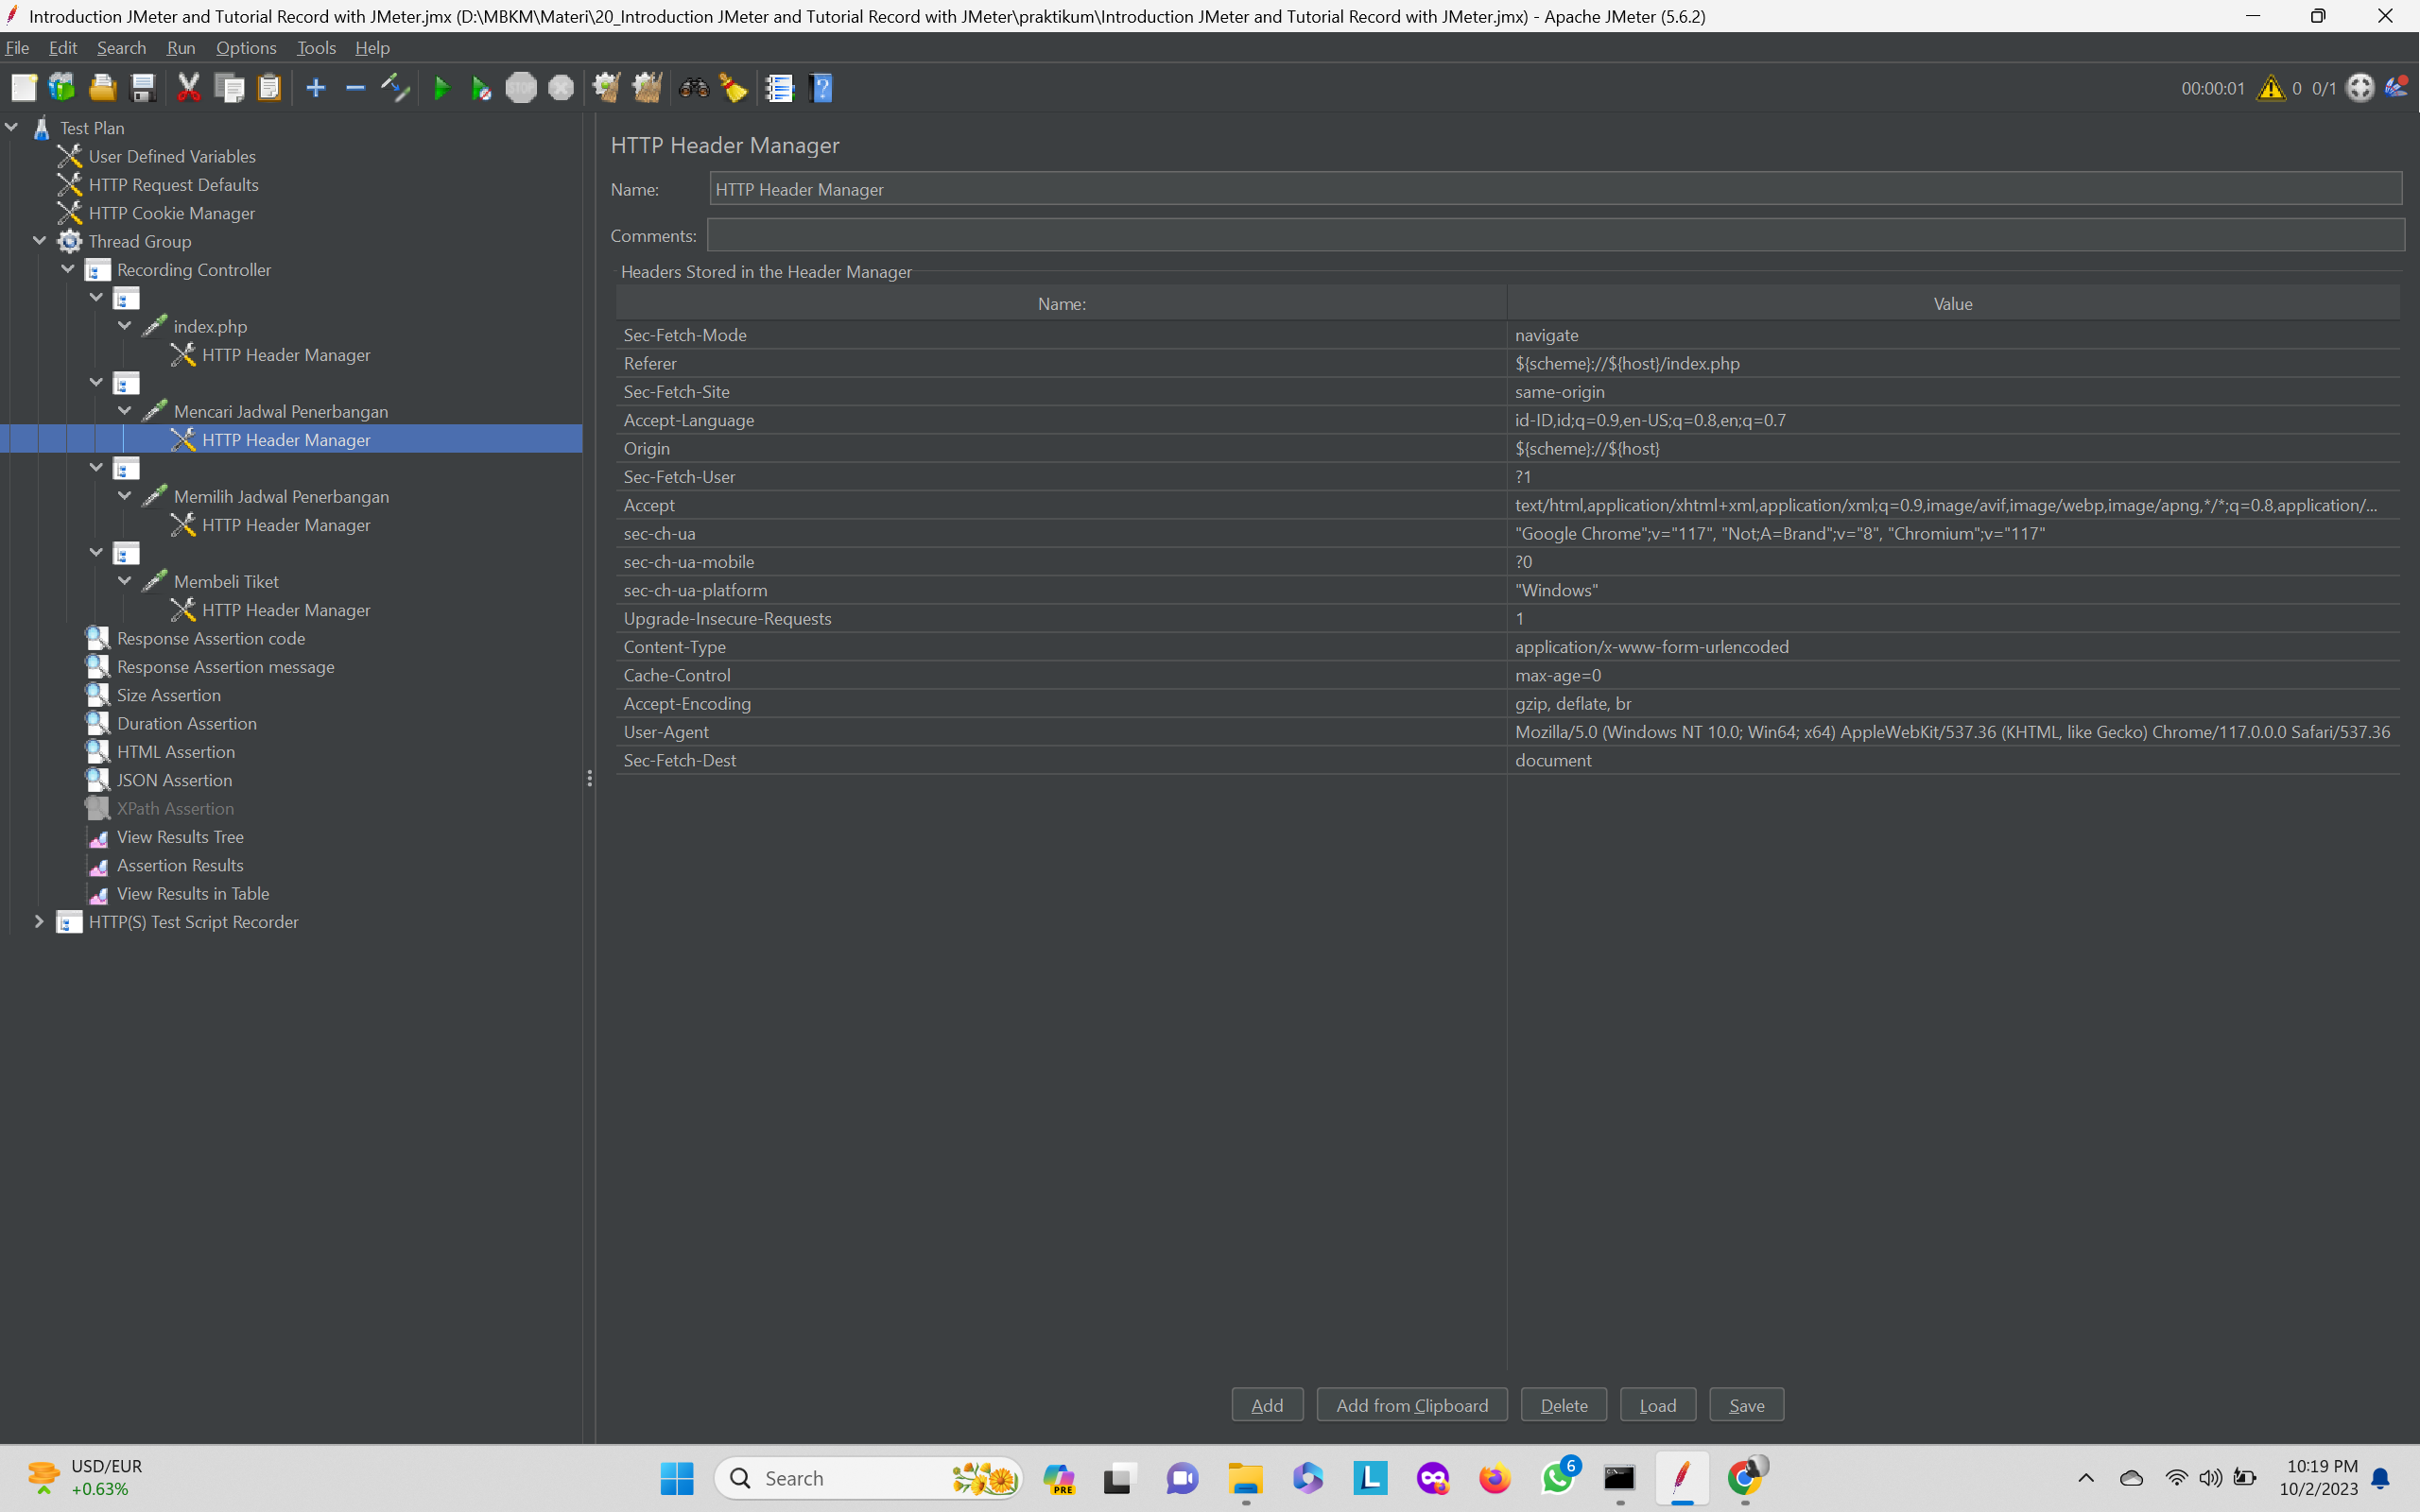 Introduction JMeter and Tutorial Record with JMeter.jmx (D:\MBKM\Materi\20_Introduction JMeter and Tutorial Record with JMeter\praktikum\Introduction JMeter and Tutorial Record with JMeter.jmx) - Apache JMeter (5.6.2)
File Edit Search Run Options Tools Help
STOP
00:00:01 0 0/1
Test Plan
User Defined Variables
HTTP Request Defaults
HTTP Cookie Manager
Thread Group
Recording Controller
index.php
HTTP Header Manager
Mencari Jadwal Penerbangan
HTTP Header Manager
Memilih Jadwal Penerbangan
HTTP Header Manager
Membeli Tiket
HTTP Header Manager
Response Assertion code
Response Assertion message
Size Assertion
Duration Assertion
HTML Assertion
JSON Assertion
XPath Assertion
View Results Tree
Assertion Results
View Results in Table
HTTP(S) Test Script Recorder
HTTP Header Manager
Name: HTTP Header Manager
Comments:
Headers Stored in the Header Manager
Name: Value
Sec-Fetch-Mode navigate
Referer ${scheme}://${host}/index.php
Sec-Fetch-Site same-origin
Accept-Language id-ID,id;q=0.9,en-US;q=0.8,en;q=0.7
Origin ${scheme}://${host}
Sec-Fetch-User ?1
Accept text/html,application/xhtml+xml,application/xml;q=0.9,image/avif,image/webp,image/apng,*/*;q=0.8,application/...
sec-ch-ua "Google Chrome";v="117", "Not;A=Brand";v="8", "Chromium";v="117"
sec-ch-ua-mobile ?0
sec-ch-ua-platform "Windows"
Upgrade-Insecure-Requests 1
Content-Type application/x-www-form-urlencoded
Cache-Control max-age=0
Accept-Encoding gzip, deflate, br
User-Agent Mozilla/5.0 (Windows NT 10.0; Win64; x64) AppleWebKit/537.36 (KHTML, like Gecko) Chrome/117.0.0.0 Safari/537.36
Sec-Fetch-Dest document
Add Add from Clipboard Delete Load Save
USD/EUR
+0.63%
Search
PRE
L
6
10:19 PM
10/2/2023